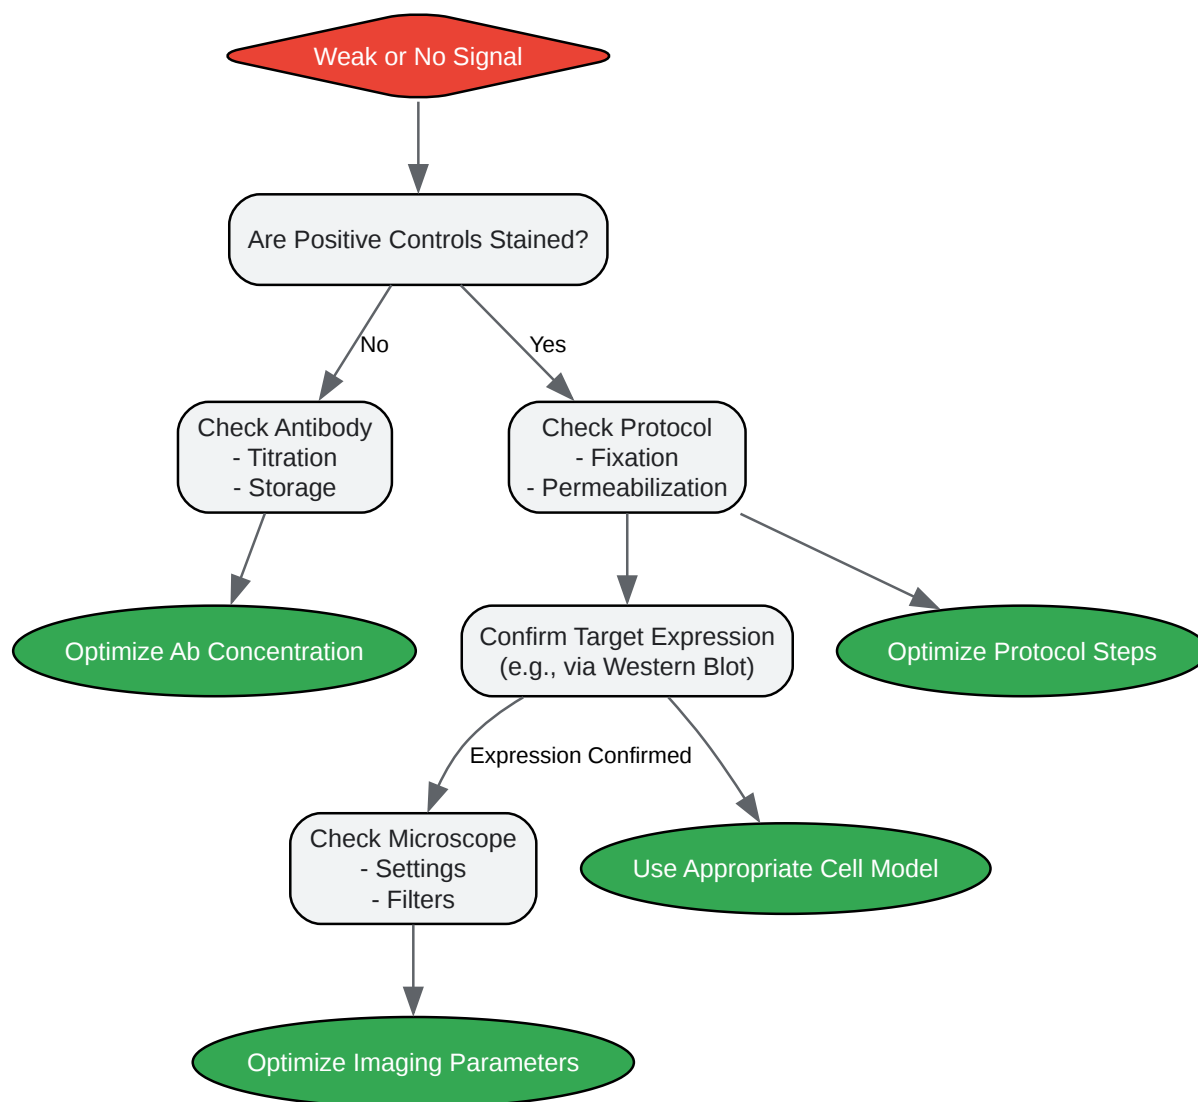 Weak or No Signal
Are Positive Controls Stained?
No
Yes
Check Antibody
- Titration
- Storage
Check Protocol
- Fixation
- Permeabilization
Optimize Ab Concentration
Confirm Target Expression
(e.g., via Western Blot)
Optimize Protocol Steps
Expression Confirmed
Check Microscope
- Settings
- Filters
Use Appropriate Cell Model
Optimize Imaging Parameters